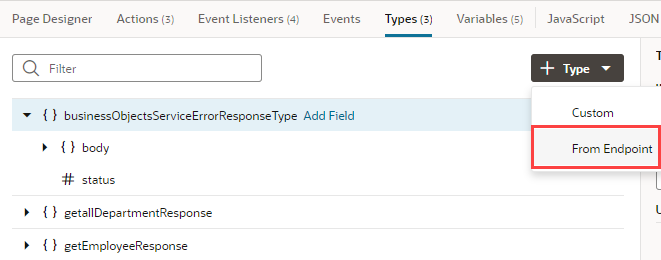 Page Designer Actions (3) Event Listeners (4) Events Types (3) Variables (5) JavaScript JSON
Filter
+ Type
Custom
From Endpoint
{ } businessObjectsServiceErrorResponseType Add Field
{ } body
# status
{ } getallDepartmentResponse
{ } getEmployeeResponse